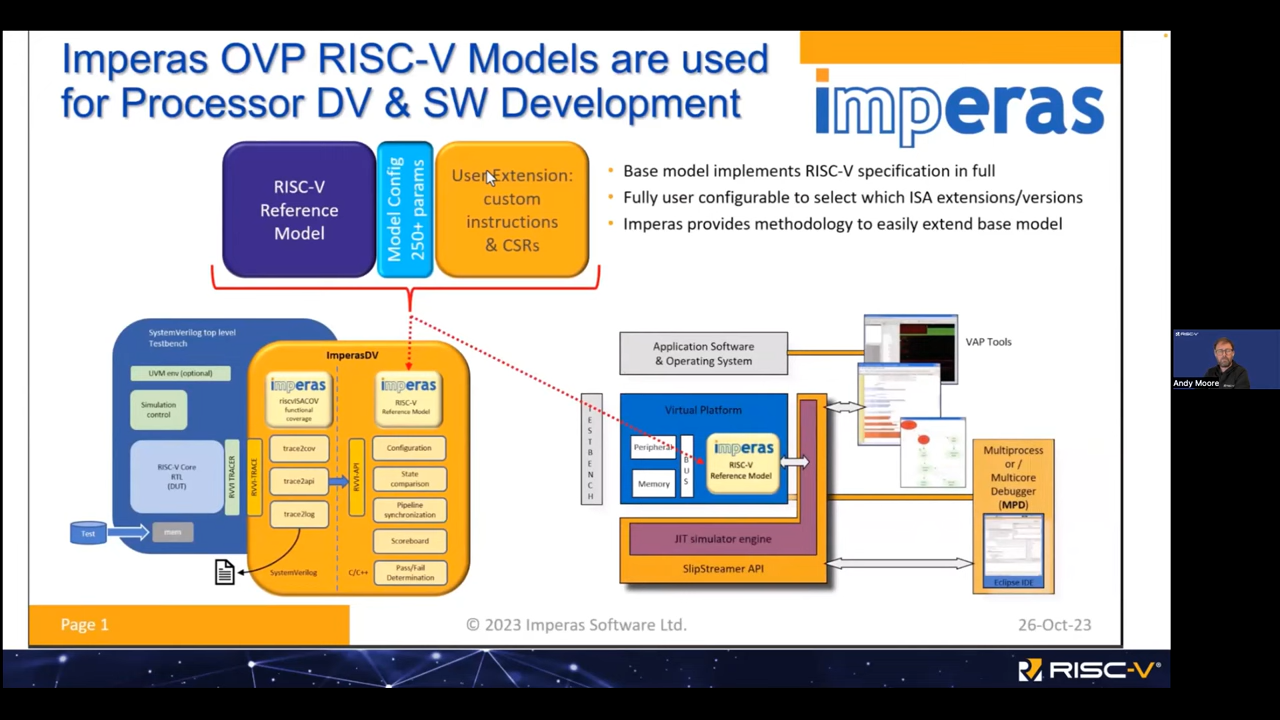 Imperas OVP RISC-V Models are used
for Processor DV & SW Development
imperas
RISC-V
Reference
Model
Model Config
250+ params
User Extension:
custom
instructions
& CSRs
• Base model implements RISC-V specification in full
• Fully user configurable to select which ISA extensions/versions
• Imperas provides methodology to easily extend base model
SystemVerilog top level
Testbench
UVM env (optional)
Simulation
control
RISC-V Core
RTL
(DUT)
RVVI TRACER
Test
mem
ImperasDV
RVVI-TRACE
imperas
riscvISACOV
functional
coverage
trace2cov
trace2api
trace2log
SystemVerilog
RVVI-API
C/C++
imperas
RISC-V
Reference Model
Configuration
State
comparison
Pipeline
synchronization
Scoreboard
Pass/Fail
Determination
Application Software
& Operating System
TESTBENCH
Virtual Platform
Peripheral
Memory
BUS
imperas
RISC-V
Reference Model
JIT simulator engine
SlipStreamer API
VAP Tools
Multiprocess
or /
Multicore
Debugger
(MPD)
Eclipse IDE
Page 1
© 2023 Imperas Software Ltd.
26-Oct-23
RISC-V®
RISC-V
Andy Moore